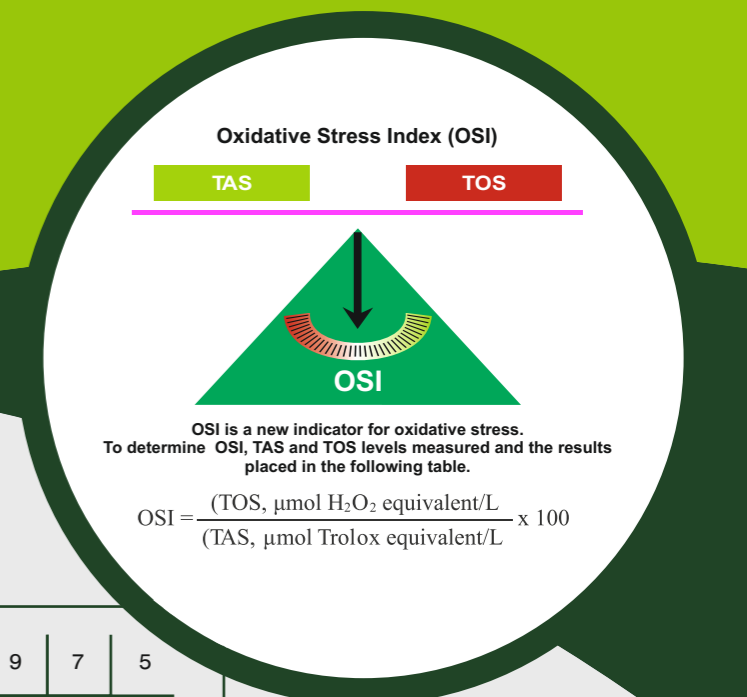 Oxidative Stress Index (OSI)
TAS TOS
OSI
OSI is a new indicator for oxidative stress.
To determine OSI, TAS and TOS levels measured and the results
placed in the following table.
OSI = (TOS, μmol H₂O₂ equivalent/L
(TAS, μmol Trolox equivalent/L x 100
9 7 5